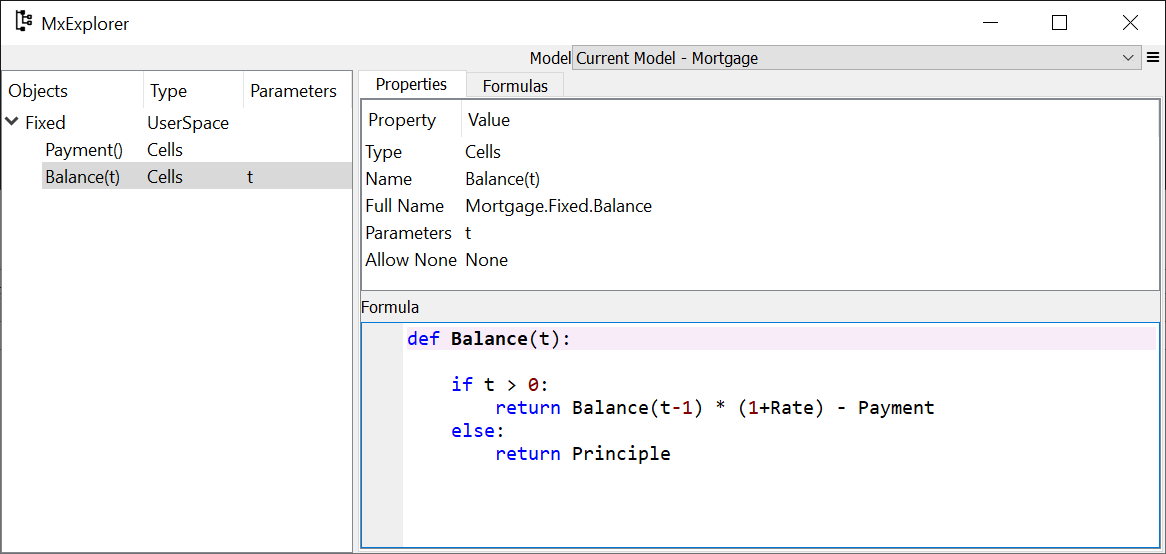 MxExplorer
Model Current Model - Mortgage
Objects Type Parameters
Fixed UserSpace
Payment() Cells
Balance(t) Cells t
Properties Formulas
Property Value
Type Cells
Name Balance(t)
Full Name Mortgage.Fixed.Balance
Parameters t
Allow None None
Formula
def Balance(t):
if t > 0:
return Balance(t-1) * (1+Rate) - Payment
else:
return Principle